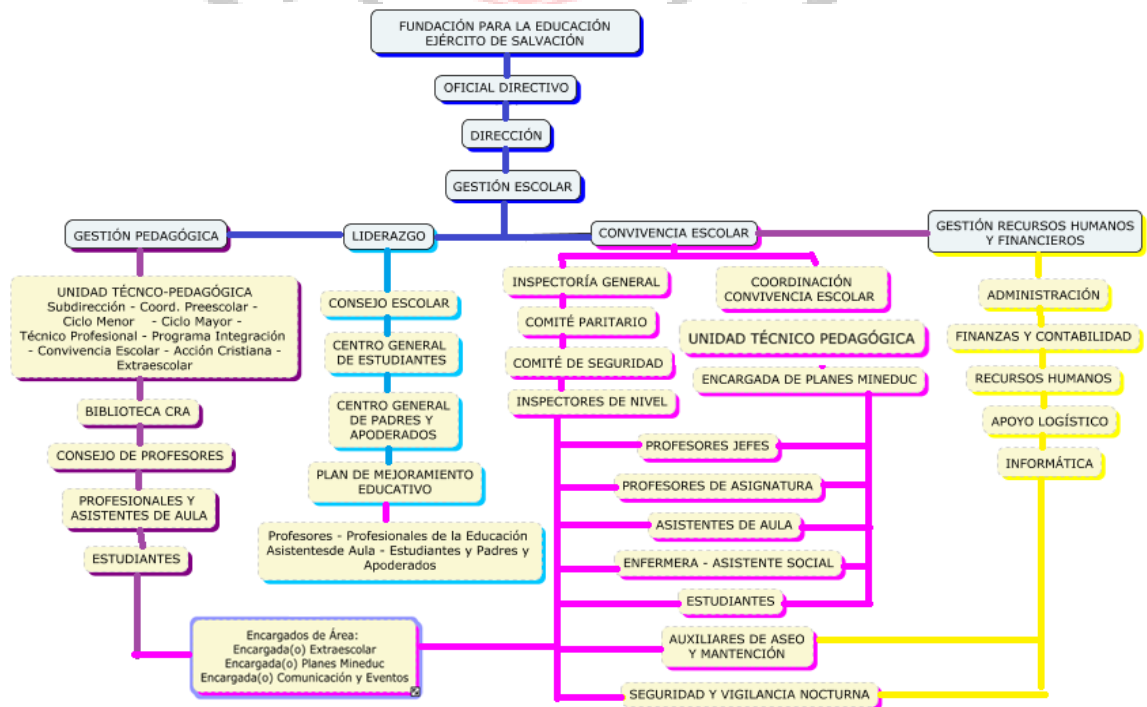 FUNDACIÓN PARA LA EDUCACIÓN
EJÉRCITO DE SALVACIÓN
OFICIAL DIRECTIVO
DIRECCIÓN
GESTIÓN ESCOLAR
GESTIÓN PEDAGÓGICA
LIDERAZGO
CONVIVENCIA ESCOLAR
GESTIÓN RECURSOS HUMANOS
Y FINANCIEROS
UNIDAD TÉCNCO-PEDAGÓGICA
Subdirección - Coord. Preescolar -
Ciclo Menor - Ciclo Mayor -
Técnico Profesional - Programa Integración
- Convivencia Escolar - Acción Cristiana -
Extraescolar
BIBLIOTECA CRA
CONSEJO DE PROFESORES
PROFESIONALES Y
ASISTENTES DE AULA
ESTUDIANTES
CONSEJO ESCOLAR
CENTRO GENERAL
DE ESTUDIANTES
CENTRO GENERAL
DE PADRES Y
APODERADOS
PLAN DE MEJORAMIENTO
EDUCATIVO
Profesores - Profesionales de la Educación
Asistentesde Aula - Estudiantes y Padres y
Apoderados
INSPECTORÍA GENERAL
COMITÉ PARITARIO
COMITÉ DE SEGURIDAD
INSPECTORES DE NIVEL
COORDINACIÓN
CONVIVENCIA ESCOLAR
UNIDAD TÉCNICO PEDAGÓGICA
ENCARGADA DE PLANES MINEDUC
PROFESORES JEFES
PROFESORES DE ASIGNATURA
ASISTENTES DE AULA
ENFERMERA - ASISTENTE SOCIAL
ESTUDIANTES
AUXILIARES DE ASEO
Y MANTENCIÓN
SEGURIDAD Y VIGILANCIA NOCTURNA
ADMINISTRACIÓN
FINANZAS Y CONTABILIDAD
RECURSOS HUMANOS
APOYO LOGÍSTICO
INFORMÁTICA
Encargados de Área:
Encargada(o) Extraescolar
Encargada(o) Planes Mineduc
Encargada(o) Comunicación y Eventos